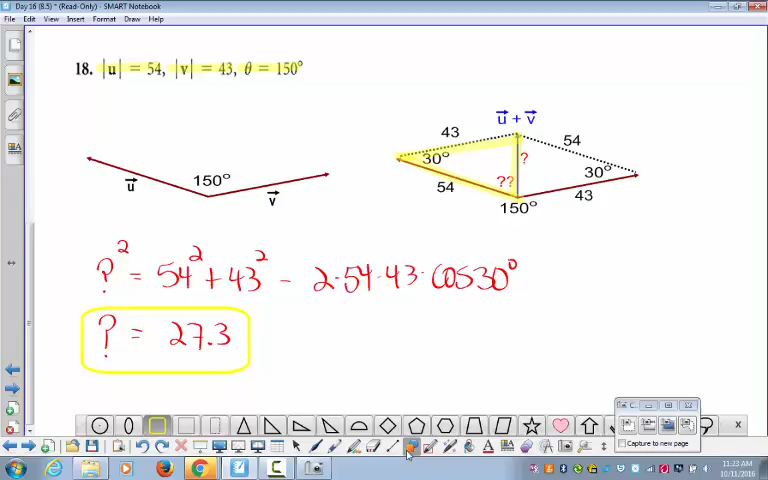 Day 16 (8.5) * (Read-Only) - SMART Notebook
File Edit View Insert Format Draw Help
18. |u| = 54, |v| = 43, θ = 150°
u + v
43
54
30°
?
30°
150°
54
??
43
u
v
150°
?² = 54² + 43² - 2·54·43·cos30°
? = 27.3
Capture to new page
11:23 AM
10/11/2016